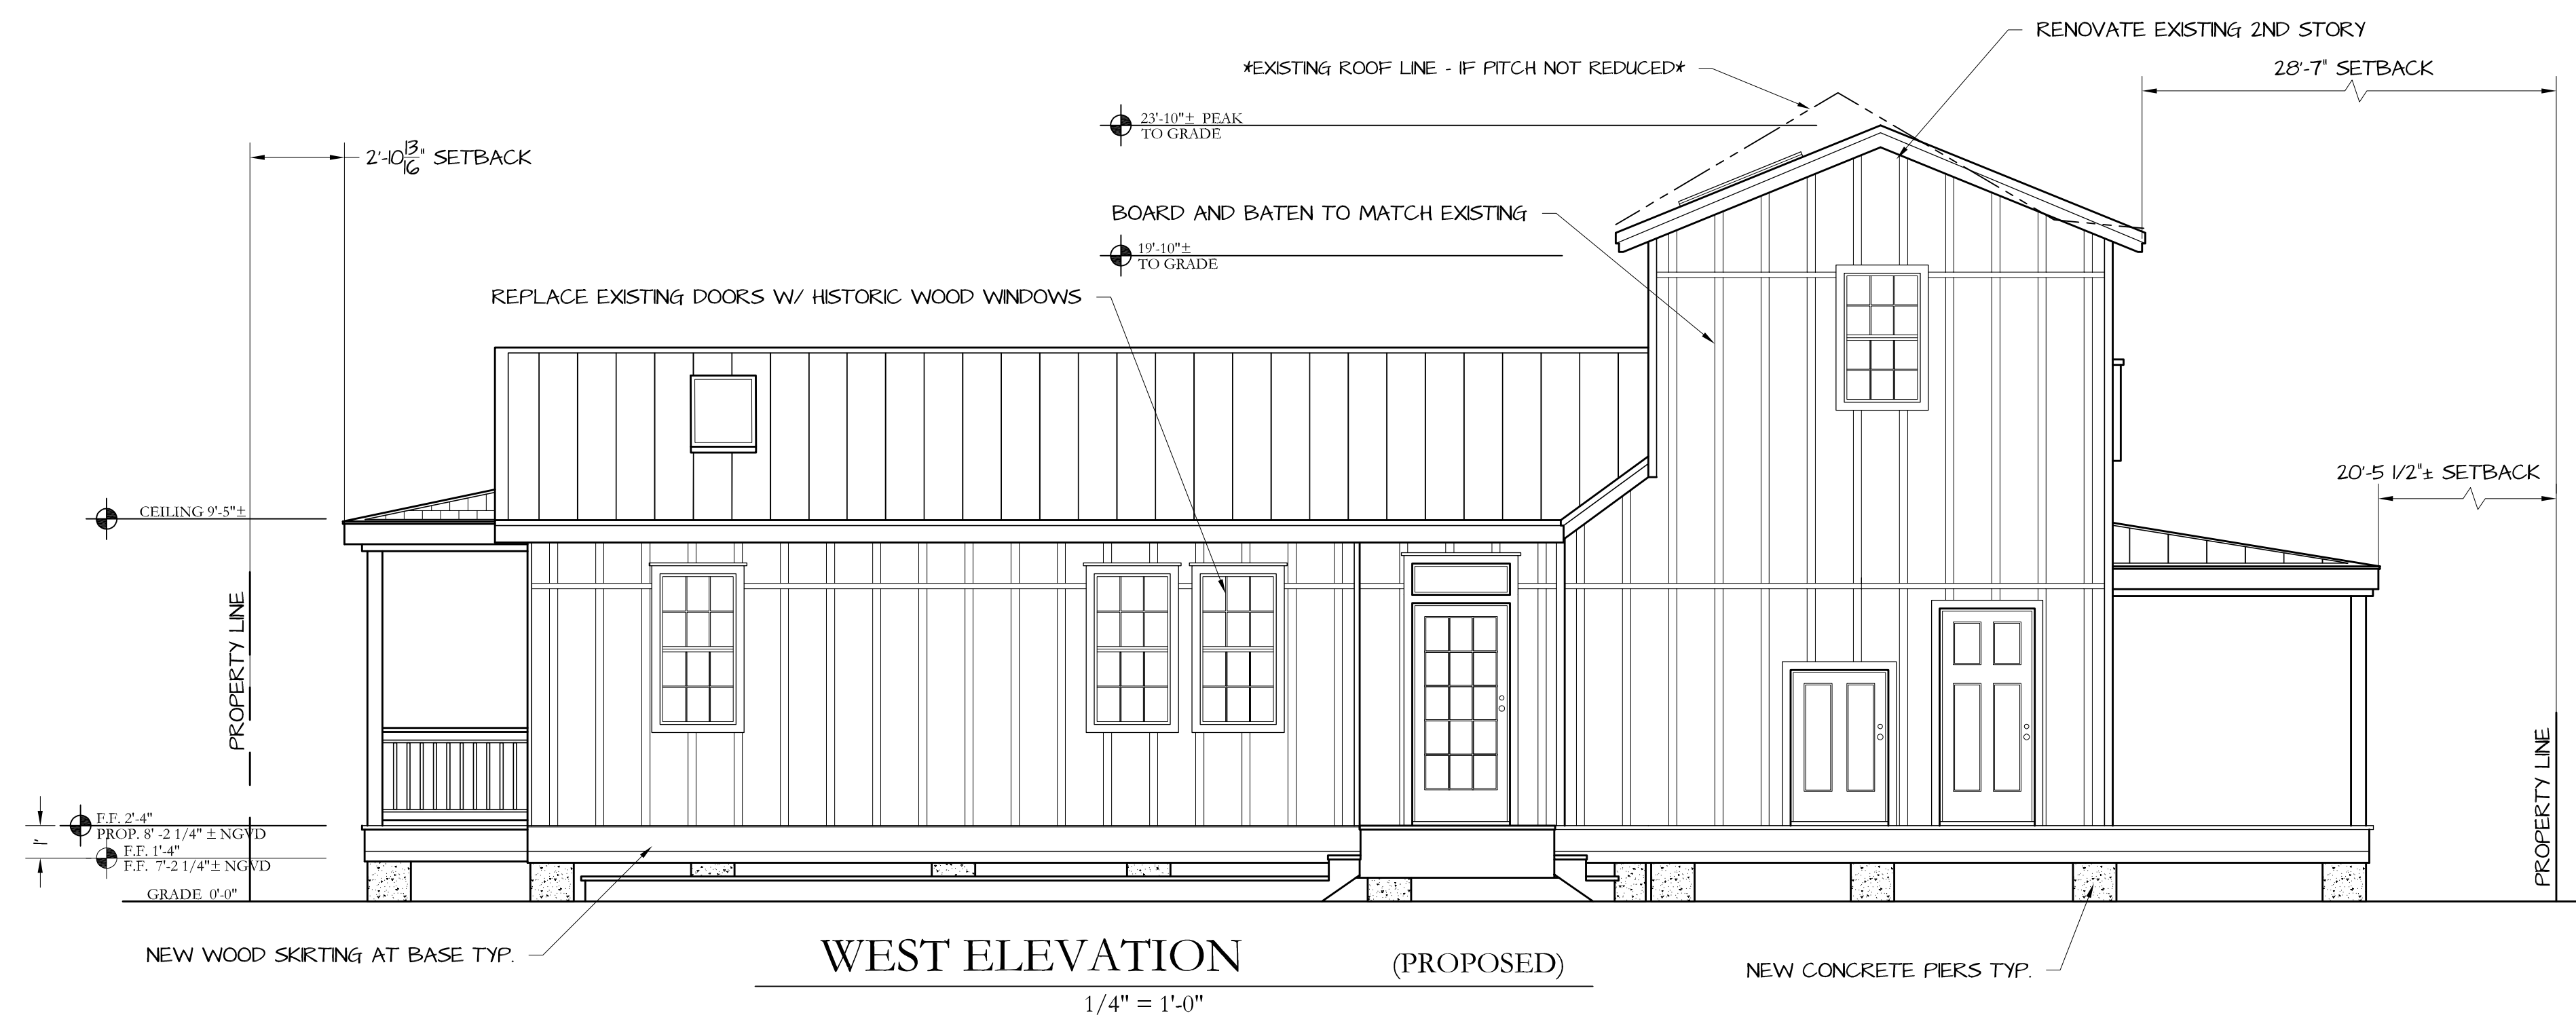 RENOVATE EXISTING 2ND STORY
*EXISTING ROOF LINE - IF PITCH NOT REDUCED*
28'-7" SETBACK
23'-10"± PEAK
TO GRADE
2'-10 13/16" SETBACK
BOARD AND BATEN TO MATCH EXISTING
19'-10"±
TO GRADE
REPLACE EXISTING DOORS W/ HISTORIC WOOD WINDOWS
20'-5 1/2"± SETBACK
CEILING 9'-5"±
PROPERTY LINE
PROPERTY LINE
F.F. 2'-4"
PROP. 8' -2 1/4" ± NGVD
1'
F.F. 1'-4"
F.F. 7'-2 1/4"± NGVD
GRADE 0'-0"
NEW WOOD SKIRTING AT BASE TYP.
WEST ELEVATION (PROPOSED)
1/4" = 1'-0"
NEW CONCRETE PIERS TYP.